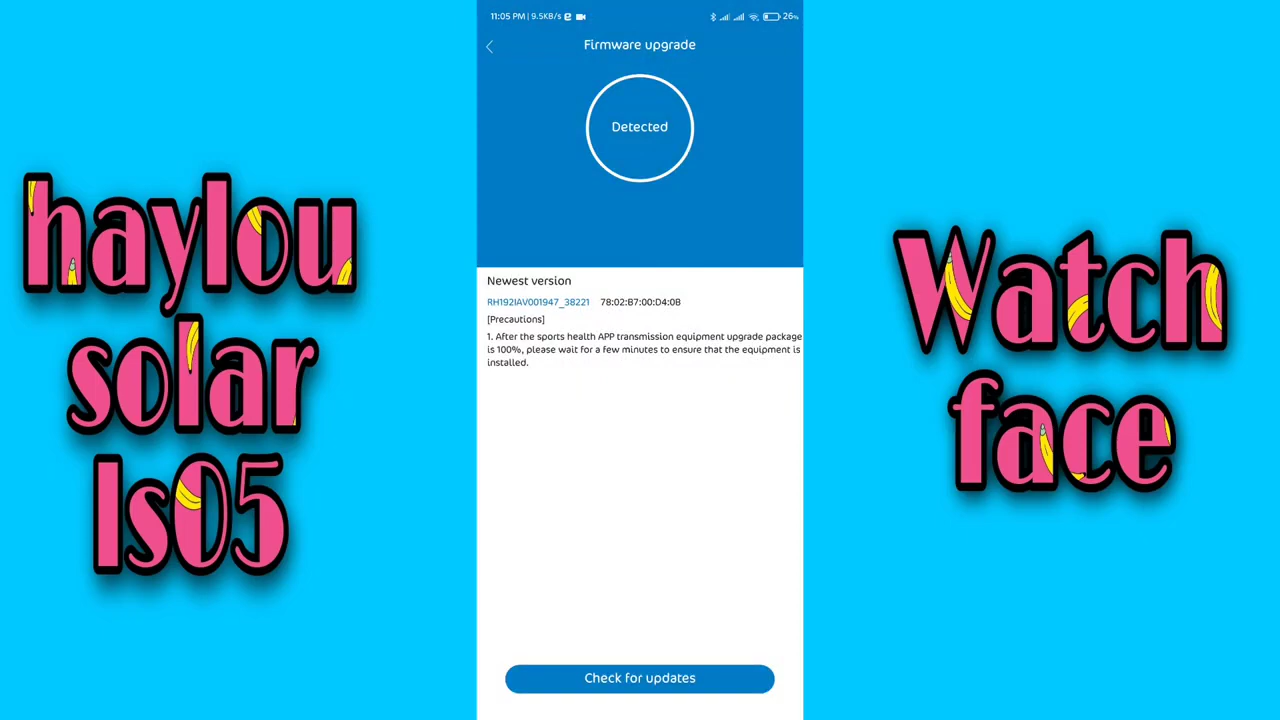 11:05 PM | 9.5KB/s
26%
Firmware upgrade
Detected
Newest version
RH192IAV001947_38221 78:02:B7:00:D4:0B
[Precautions]
1. After the sports health APP transmission equipment upgrade package
is 100%, please wait for a few minutes to ensure that the equipment is
installed.
Check for updates
haylou
solar
ls05
Watch
face